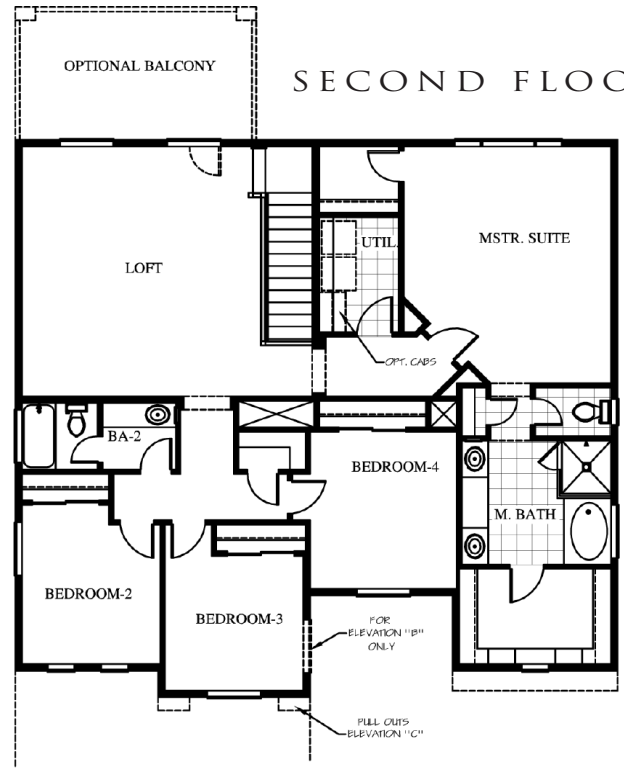 OPTIONAL BALCONY
SECOND FLOO
UTIL.
MSTR. SUITE
LOFT
OPT. CABS
BA-2
BEDROOM-4
M. BATH
BEDROOM-2
BEDROOM-3
FOR
ELEVATION "B"
ONLY
PULL OUTS
ELEVATION "C"